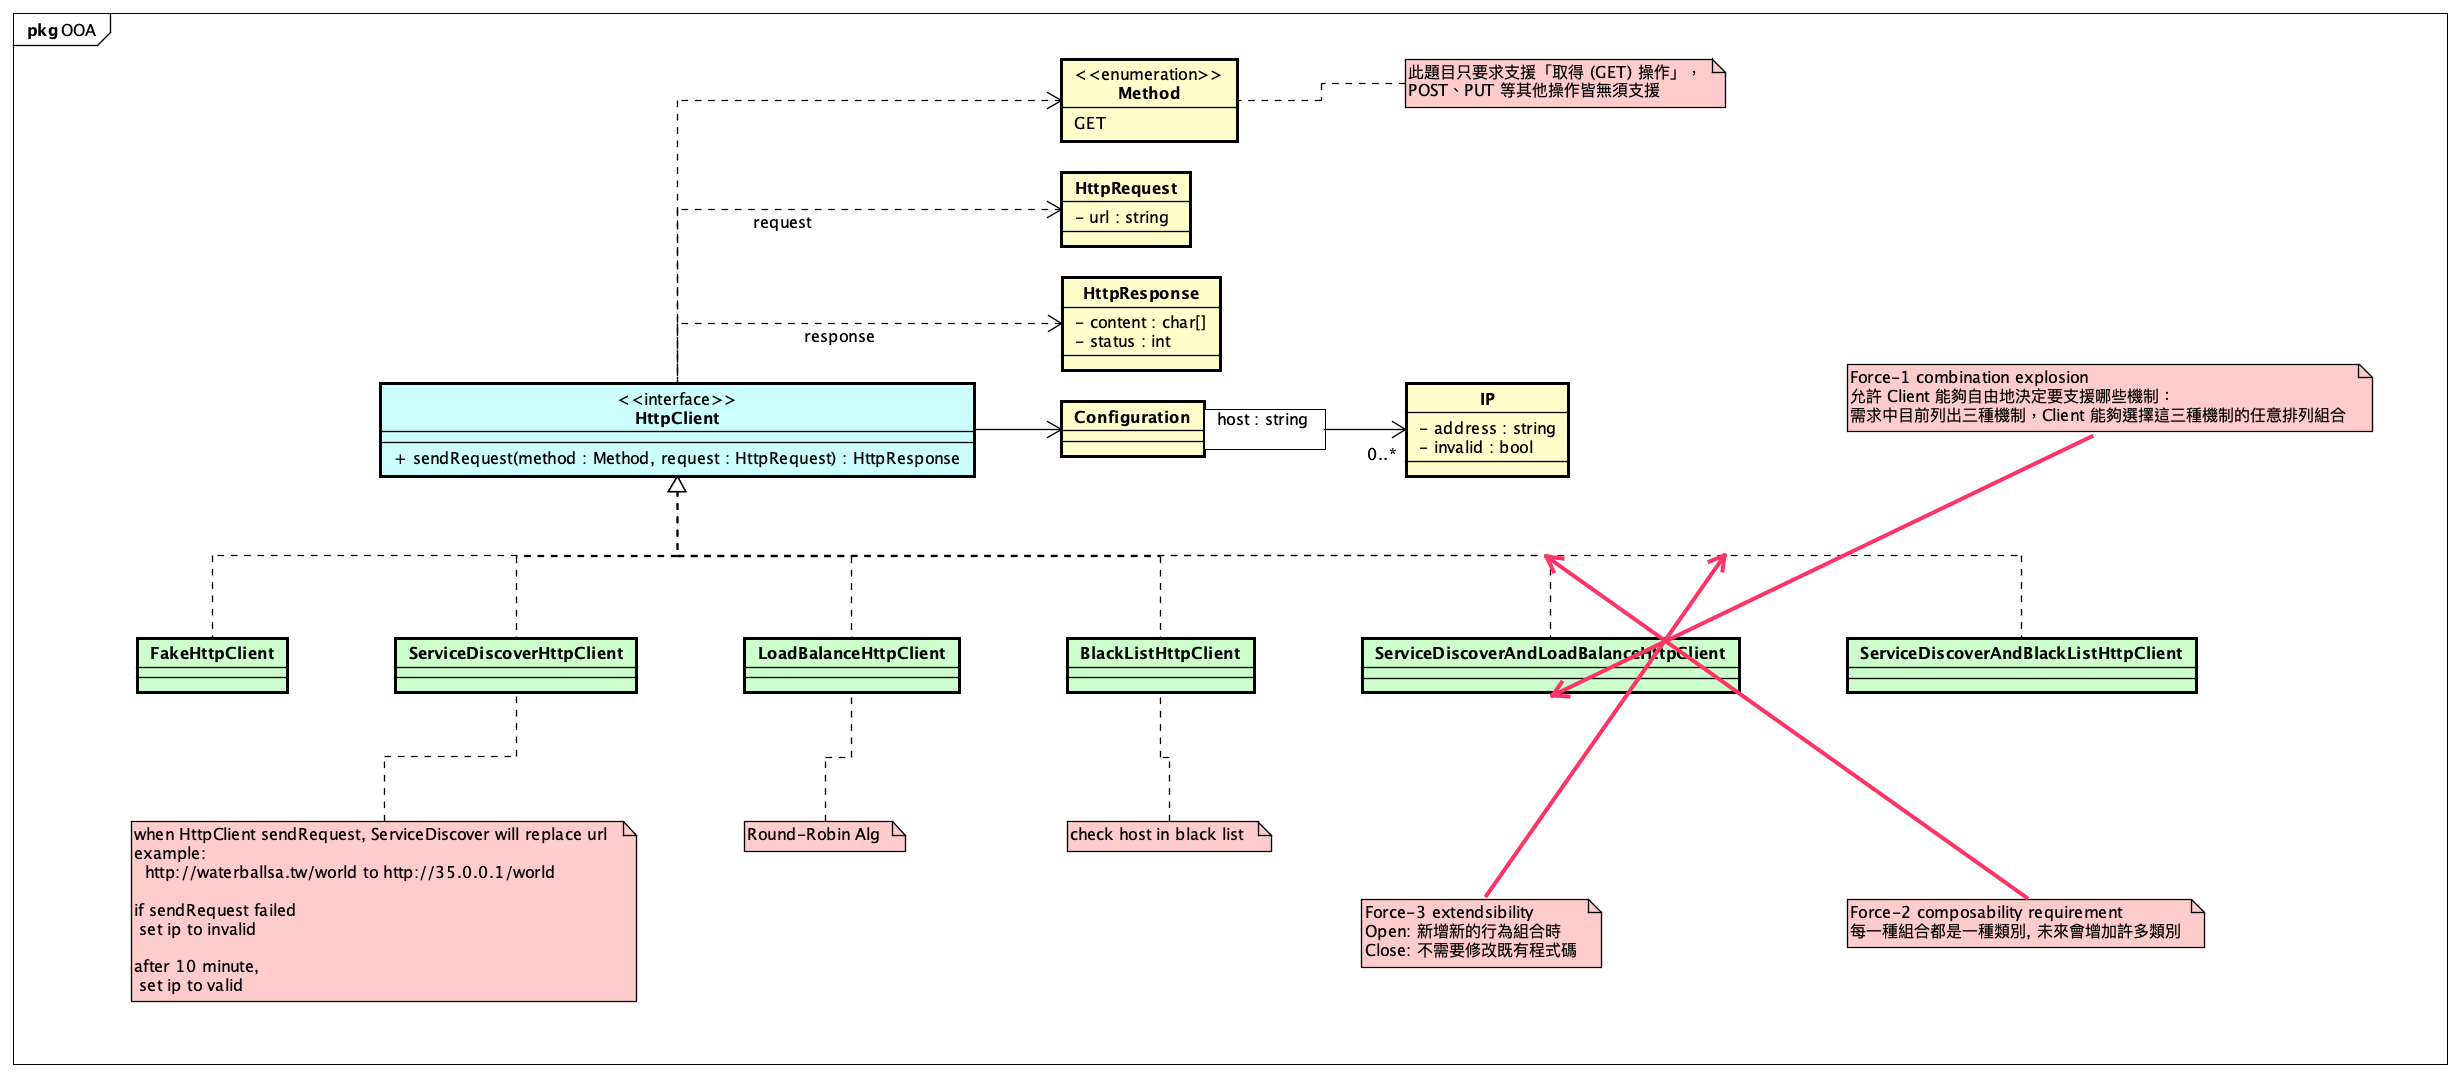 pkg OOA
<<enumeration>>
Method
GET
此題目只要求支援「取得 (GET) 操作」，
POST、PUT 等其他操作皆無須支援
HttpRequest
- url : string
request
HttpResponse
- content : char[]
- status : int
response
<<interface>>
HttpClient
+ sendRequest(method : Method, request : HttpRequest) : HttpResponse
Configuration
host : string
0..*
IP
- address : string
- invalid : bool
Force-1 combination explosion
允許 Client 能夠自由地決定要支援哪些機制：
需求中目前列出三種機制，Client 能夠選擇這三種機制的任意排列組合
FakeHttpClient
ServiceDiscoverHttpClient
LoadBalanceHttpClient
BlackListHttpClient
ServiceDiscoverAndLoadBalanceHttpClient
ServiceDiscoverAndBlackListHttpClient
when HttpClient sendRequest, ServiceDiscover will replace url
example:
http://waterballsa.tw/world to http://35.0.0.1/world
if sendRequest failed
set ip to invalid
after 10 minute,
set ip to valid
Round-Robin Alg
check host in black list
Force-3 extendsibility
Open: 新增新的行為組合時
Close: 不需要修改既有程式碼
Force-2 composability requirement
每一種組合都是一種類別, 未來會增加許多類別